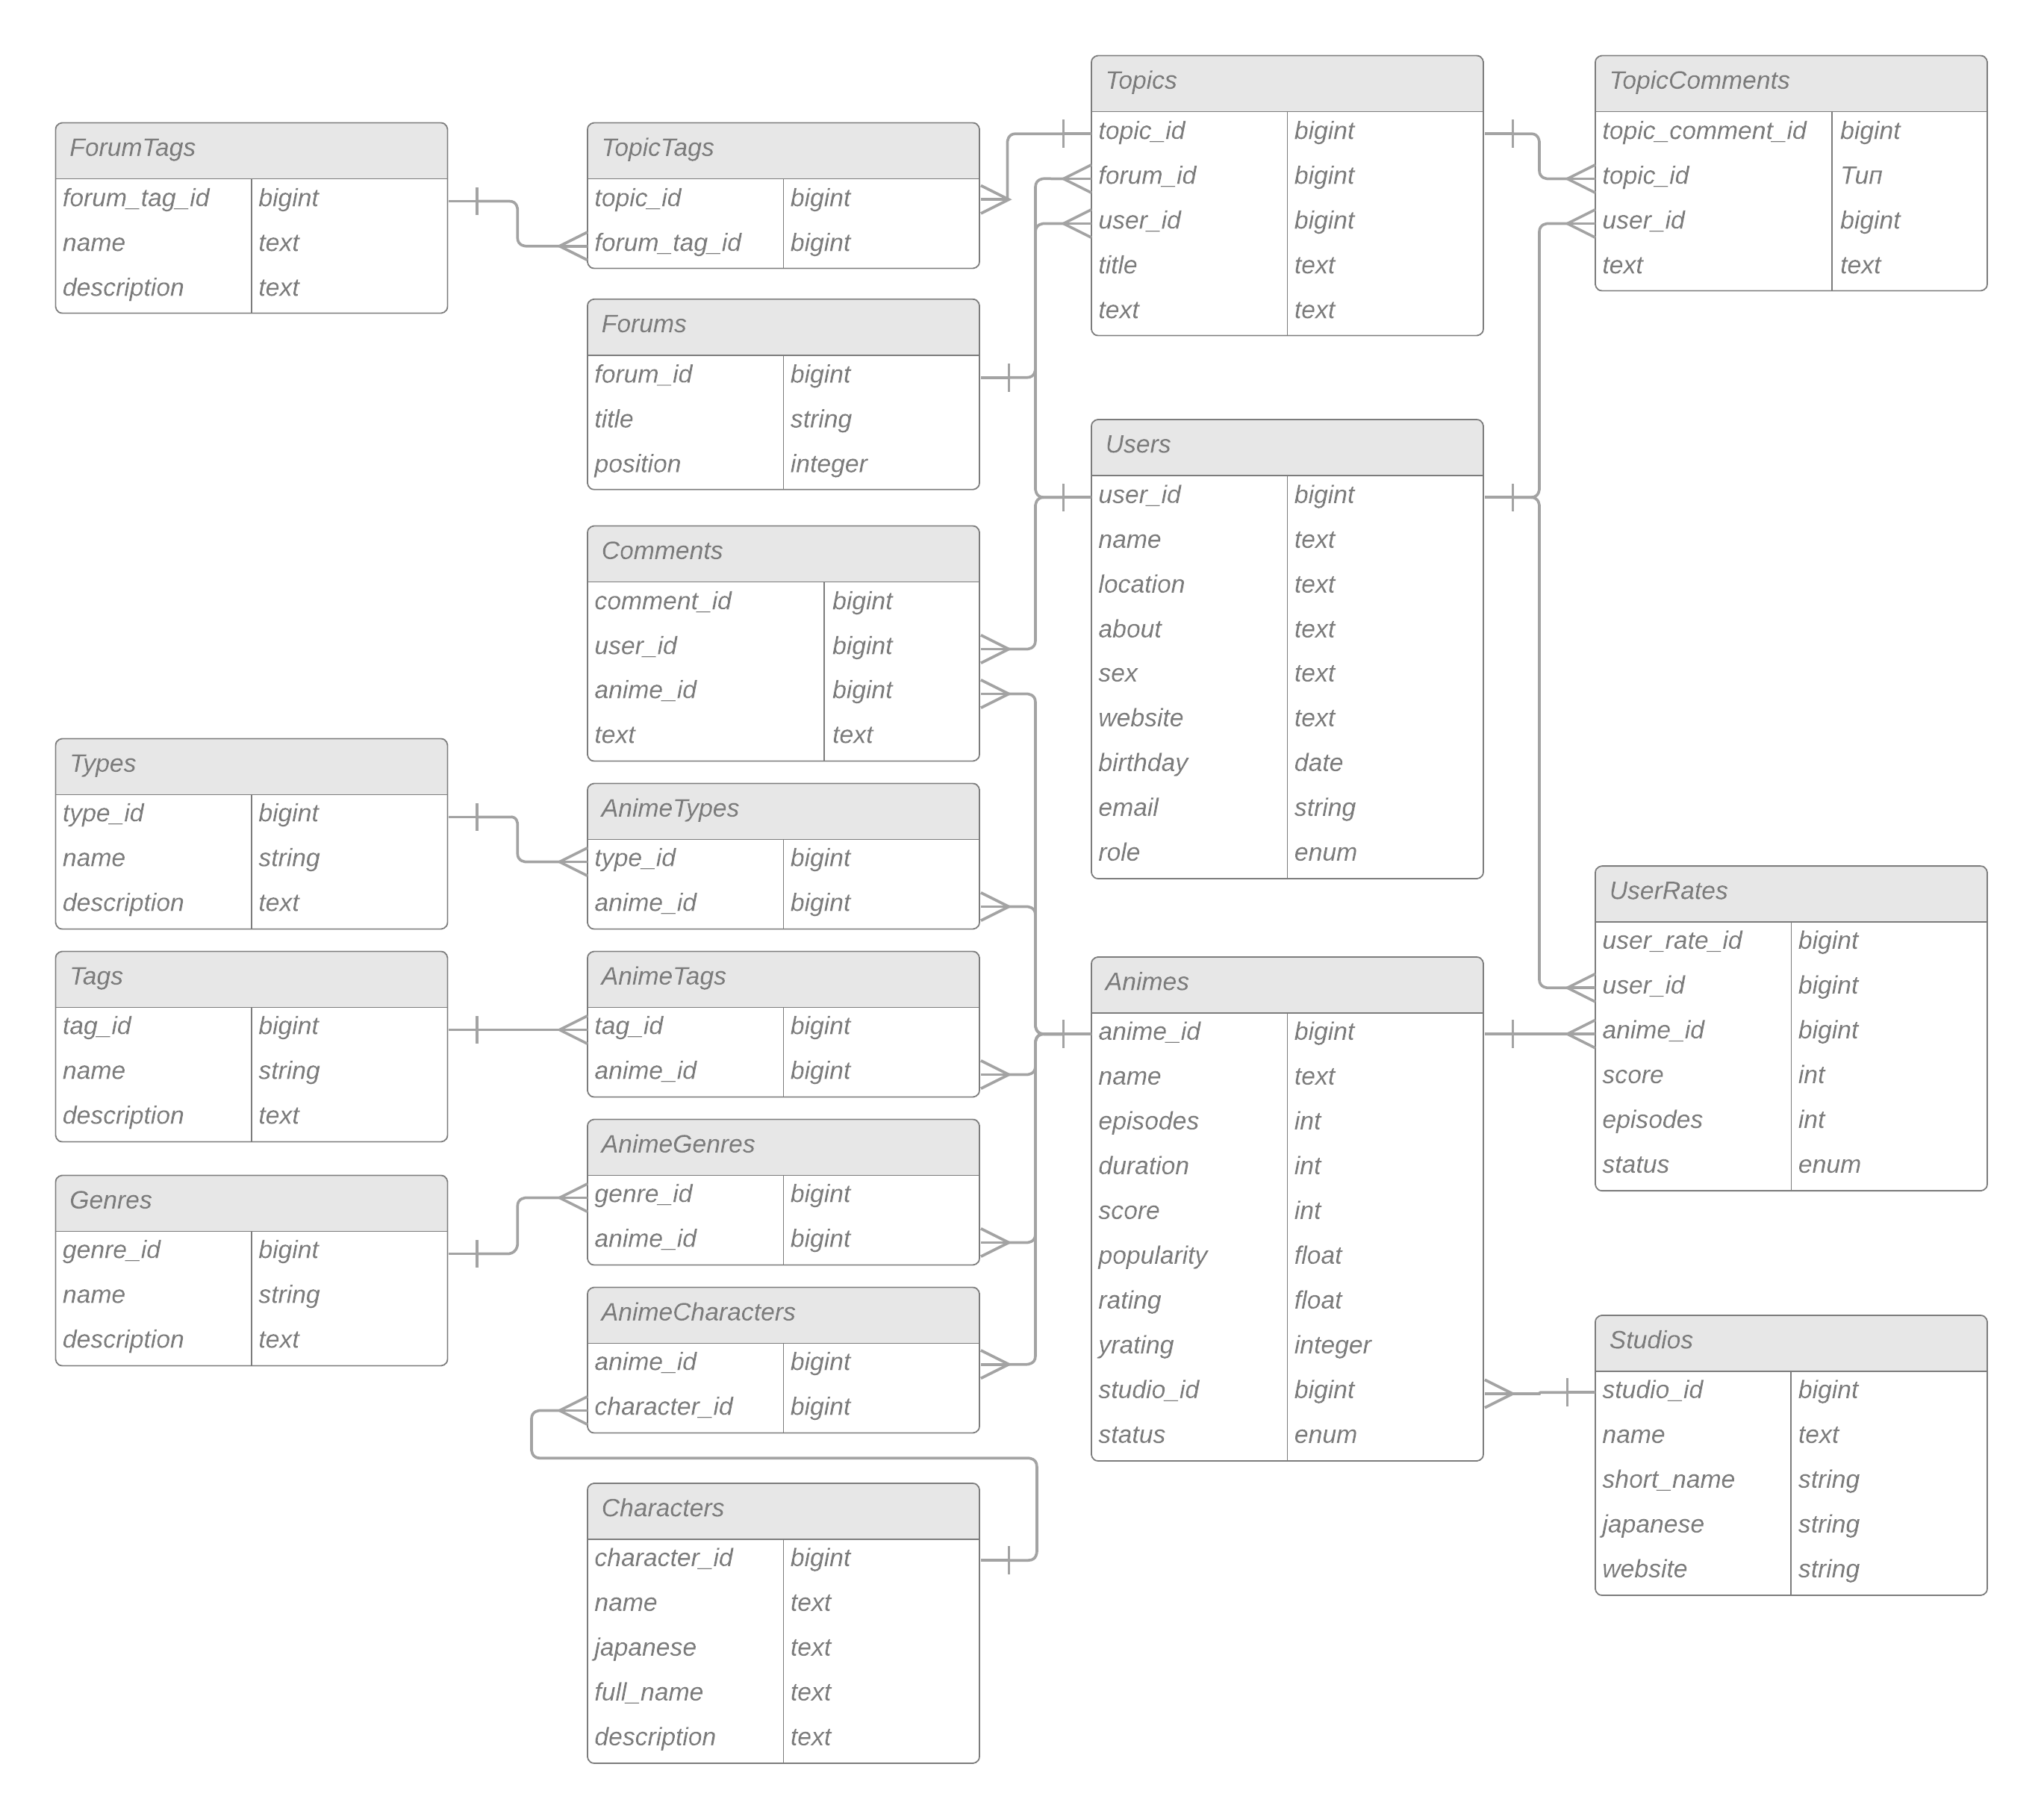 ForumTags
forum_tag_id bigint
name text
description text
TopicTags
topic_id bigint
forum_tag_id bigint
Topics
topic_id bigint
forum_id bigint
user_id bigint
title text
text text
TopicComments
topic_comment_id bigint
topic_id Тип
user_id bigint
text text
Forums
forum_id bigint
title string
position integer
Users
user_id bigint
name text
location text
about text
sex text
website text
birthday date
email string
role enum
Comments
comment_id bigint
user_id bigint
anime_id bigint
text text
Types
type_id bigint
name string
description text
AnimeTypes
type_id bigint
anime_id bigint
UserRates
user_rate_id bigint
user_id bigint
anime_id bigint
score int
episodes int
status enum
Tags
tag_id bigint
name string
description text
AnimeTags
tag_id bigint
anime_id bigint
Animes
anime_id bigint
name text
episodes int
duration int
score int
popularity float
rating float
yrating integer
studio_id bigint
status enum
Genres
genre_id bigint
name string
description text
AnimeGenres
genre_id bigint
anime_id bigint
AnimeCharacters
anime_id bigint
character_id bigint
Studios
studio_id bigint
name text
short_name string
japanese string
website string
Characters
character_id bigint
name text
japanese text
full_name text
description text